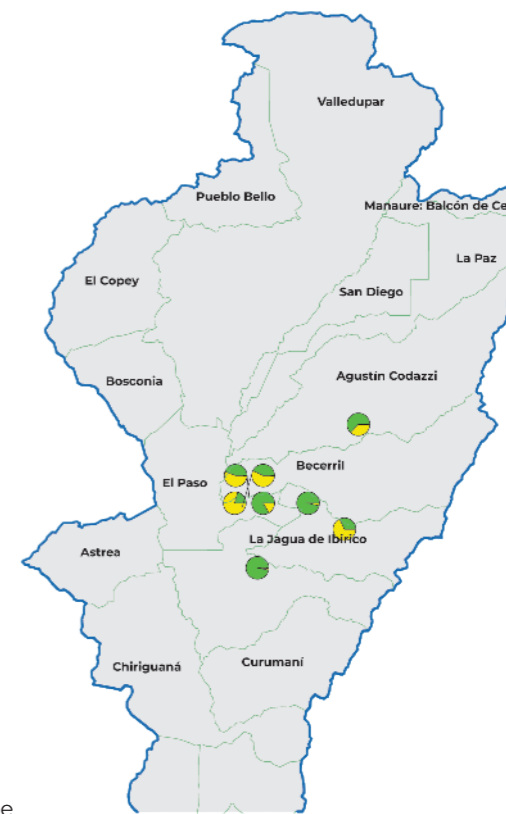 Valledupar
Pueblo Bello
Manaure: Balcón de Ce
La Paz
El Copey
San Diego
Bosconia
Agustín Codazzi
Becerril
El Paso
La Jagua de Ibirico
Astrea
Curumaní
Chiriguaná
e